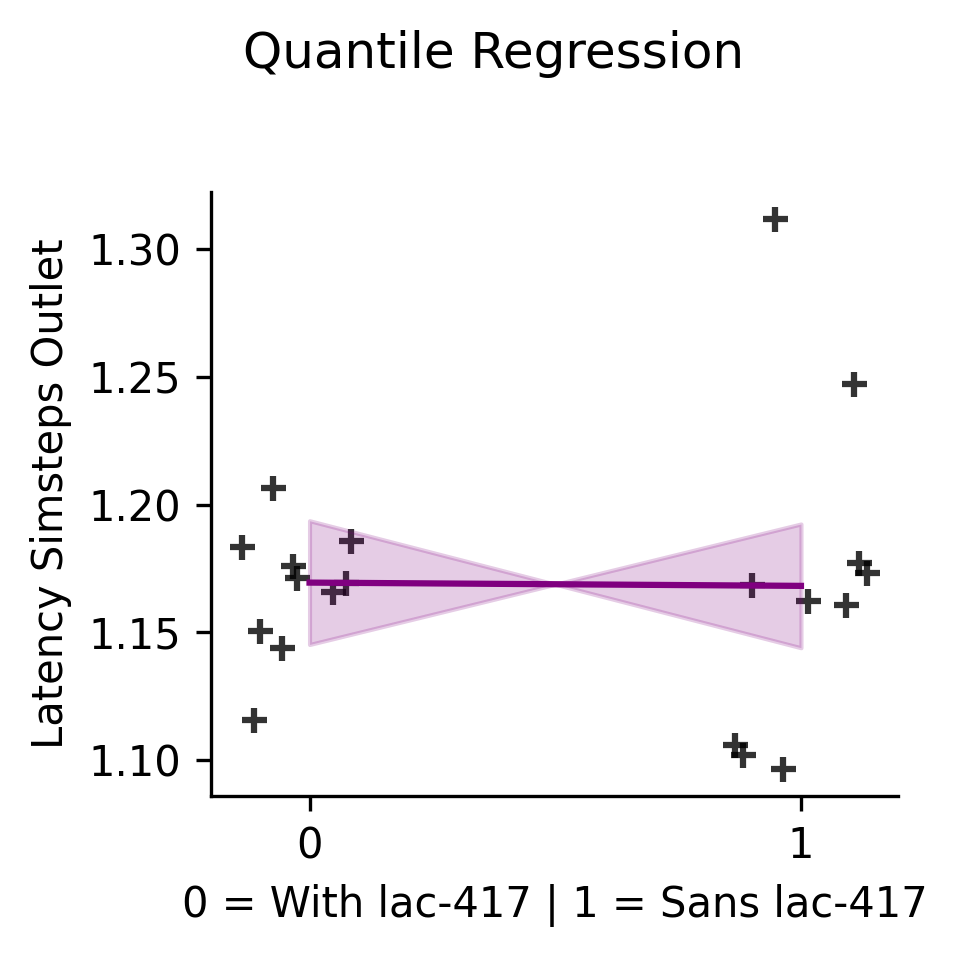 Quantile Regression
Latency Simsteps Outlet
1.30
1.25
1.20
1.15
1.10
0
1
0 = With lac-417 | 1 = Sans lac-417